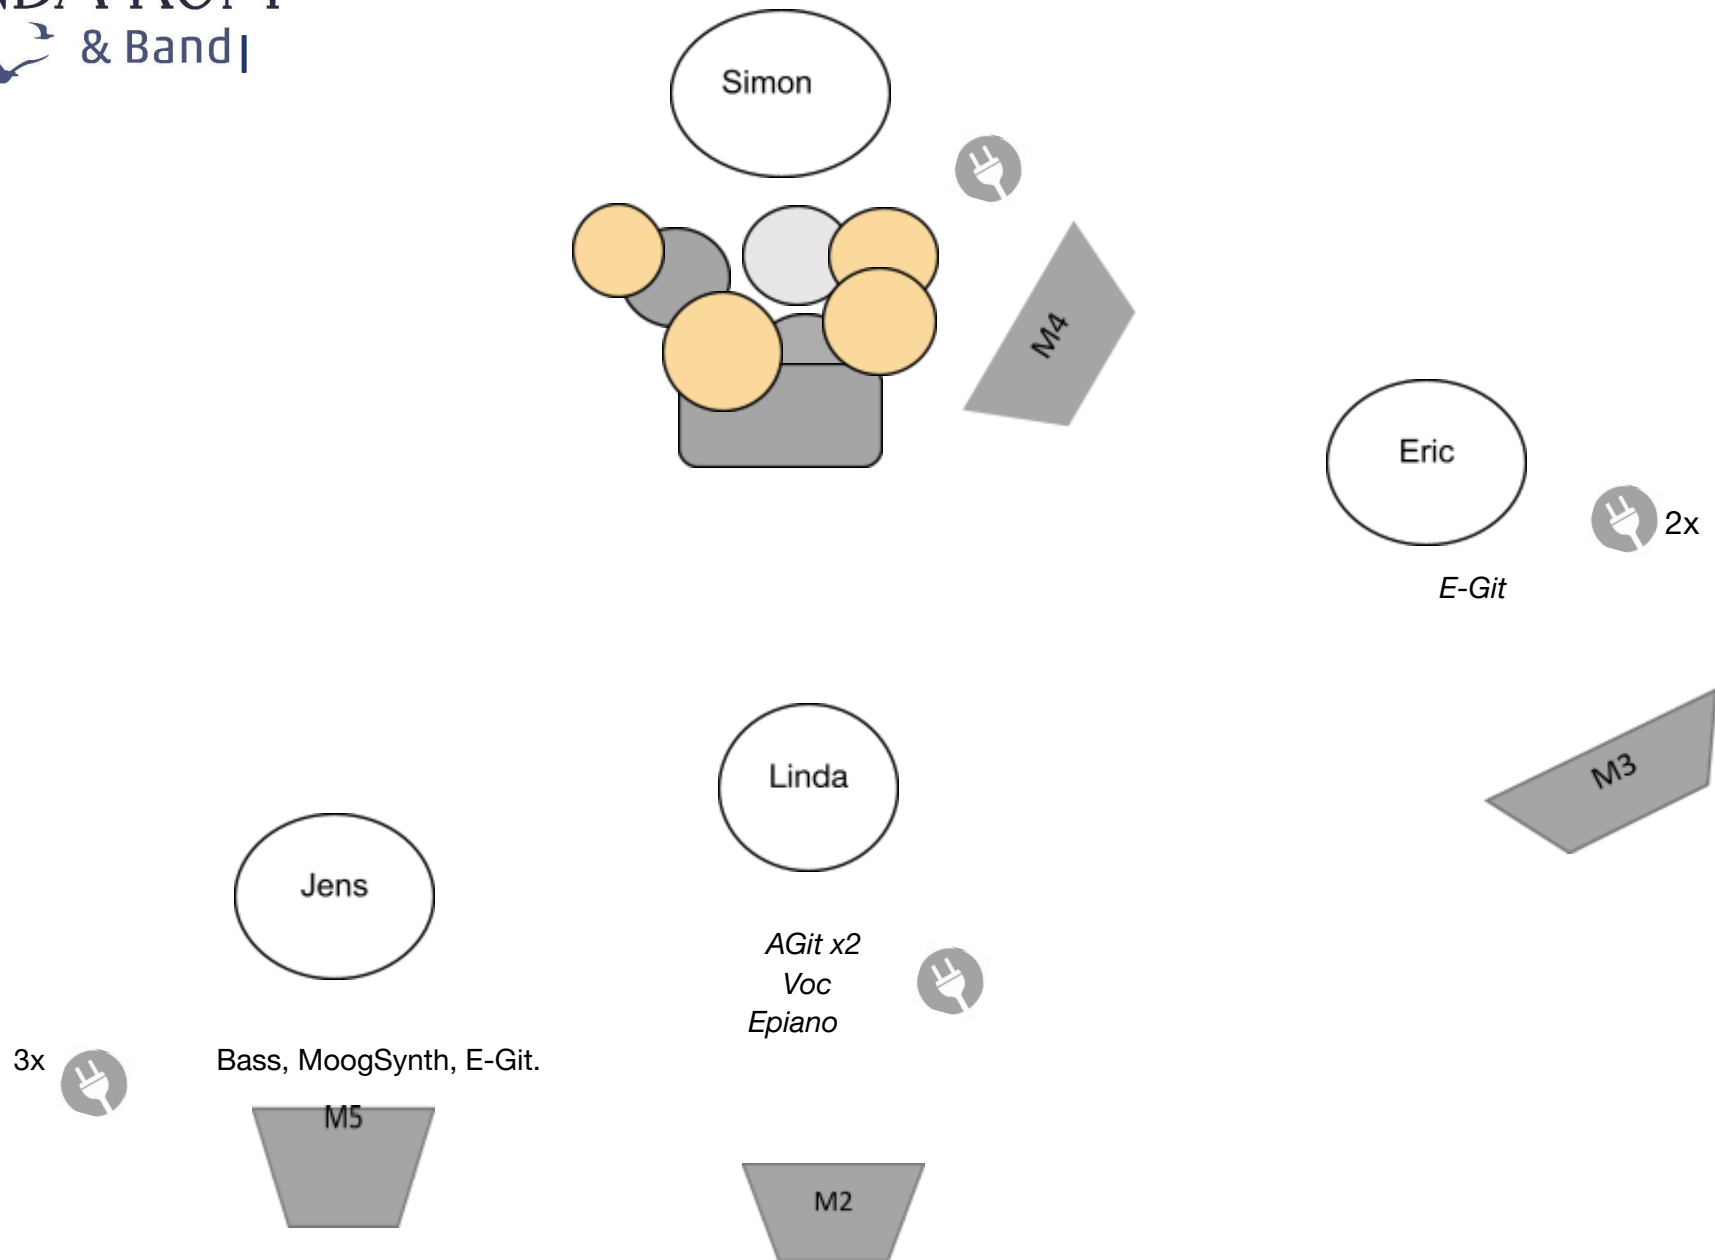 & Band|
Simon
M4
Eric
2x
E-Git
M3
Linda
Jens
AGit x2
Voc
Epiano
3x
Bass, MoogSynth, E-Git.
M5
M2